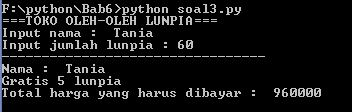 F:\python\Bab6>python soal3.py
===TOKO OLEH-OLEH LUNPIA===
Input nama :  Tania
Input jumlah lunpia : 60
---------------------------------
Nama :  Tania
Gratis 5 lunpia
Total harga yang harus dibayar :  960000